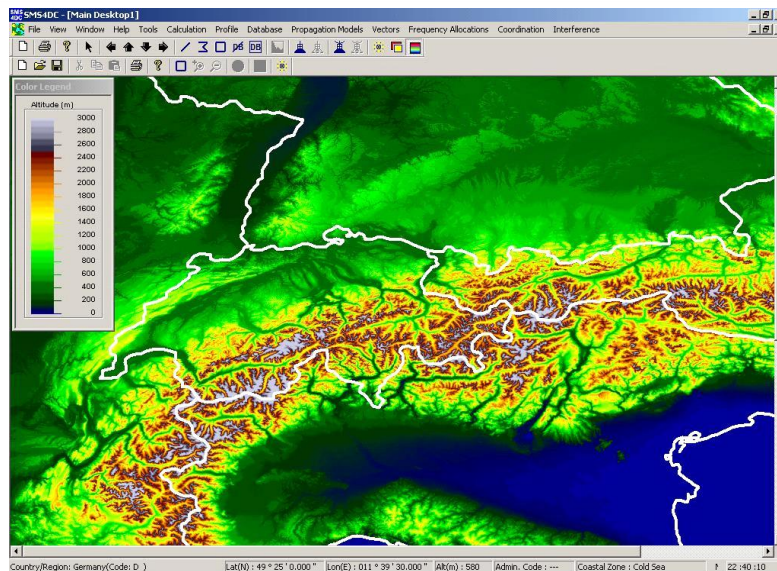 SMS4DC - [Main Desktop1]
File View Window Help Tools Calculation Profile Database Propagation Models Vectors Frequency Allocations Coordination Interference
DB
Color Legend
Altitude (m)
3000
2800
2600
2400
2200
2000
1800
1600
1400
1200
1000
800
600
400
200
0
Country/Region: Germany(Code: D ) Lat(N) : 49 ° 25 ' 0.000 " Lon(E) : 011 ° 39 ' 30.000 " Alt(m) : 580 Admin. Code : --- Coastal Zone : Cold Sea 22 :40 :10